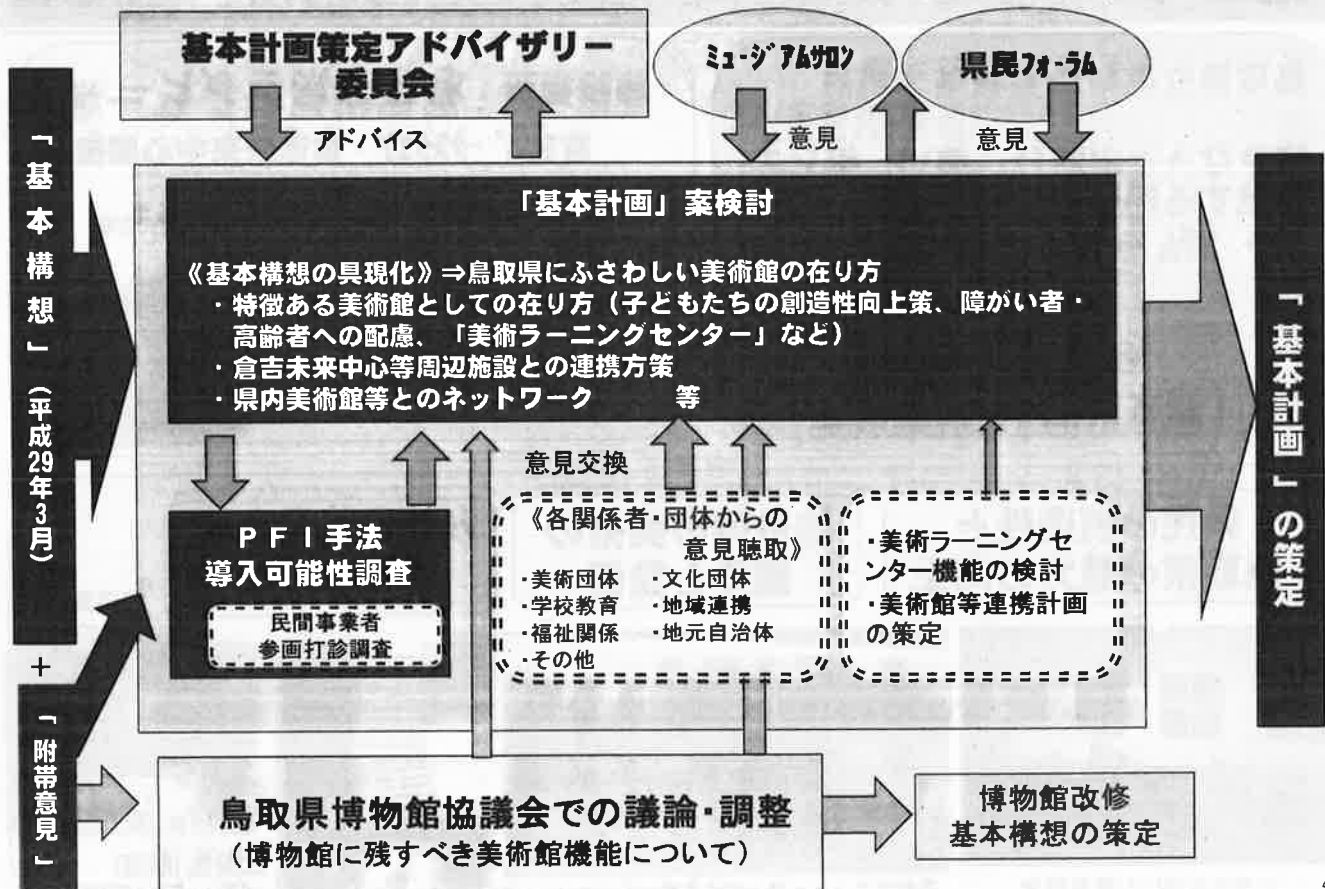 基本計画策定アドバイザリー
委員会
ミュージアムサロン
県民フォーラム
アドバイス
意見
意見
「基本構想」（平成29年3月）
＋
「附帯意見」
「基本計画」案検討
《基本構想の具現化》⇒鳥取県にふさわしい美術館の在り方
・特徴ある美術館としての在り方（子どもたちの創造性向上策、障がい者・
高齢者への配慮、「美術ラーニングセンター」など）
・倉吉未来中心等周辺施設との連携方策
・県内美術館等とのネットワーク　　　等
意見交換
ＰＦＩ手法
導入可能性調査
民間事業者
参画打診調査
《各関係者・団体からの
意見聴取》
・美術団体　・文化団体
・学校教育　・地域連携
・福祉関係　・地元自治体
・その他
・美術ラーニングセ
ンター機能の検討
・美術館等連携計画
の策定
鳥取県博物館協議会での議論・調整
（博物館に残すべき美術館機能について）
博物館改修
基本構想の策定
「基本計画」の策定